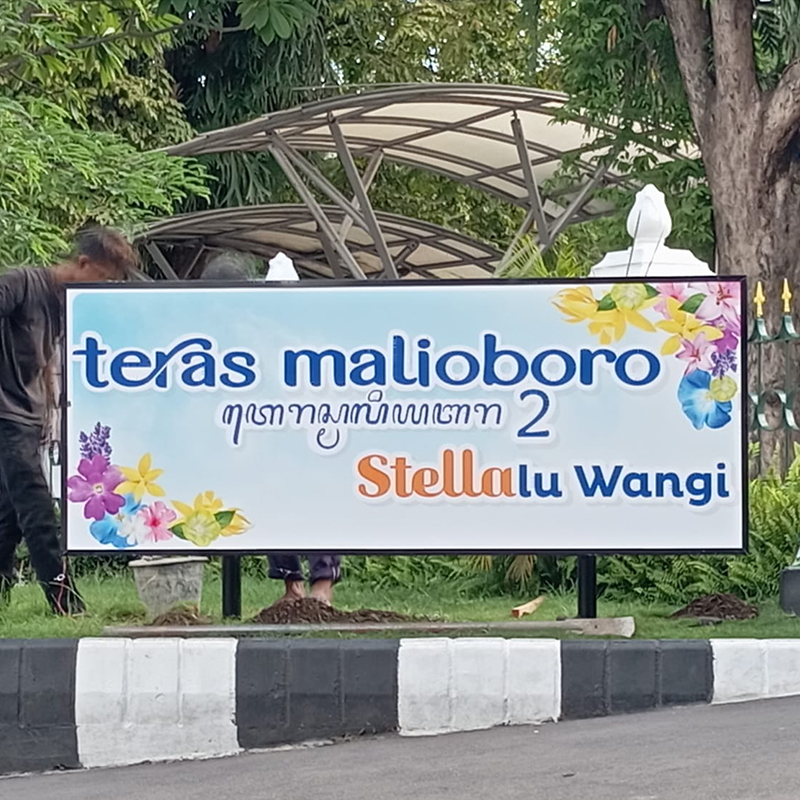 teras malioboro
2
Stellalu Wangi